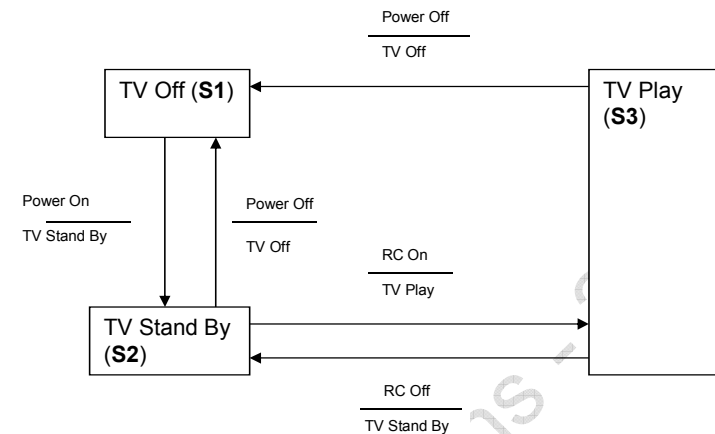 Power Off
TV Off
TV Off (S1)
TV Play
(S3)
Power On
TV Stand By
Power Off
TV Off
RC On
TV Play
TV Stand By
(S2)
RC Off
TV Stand By